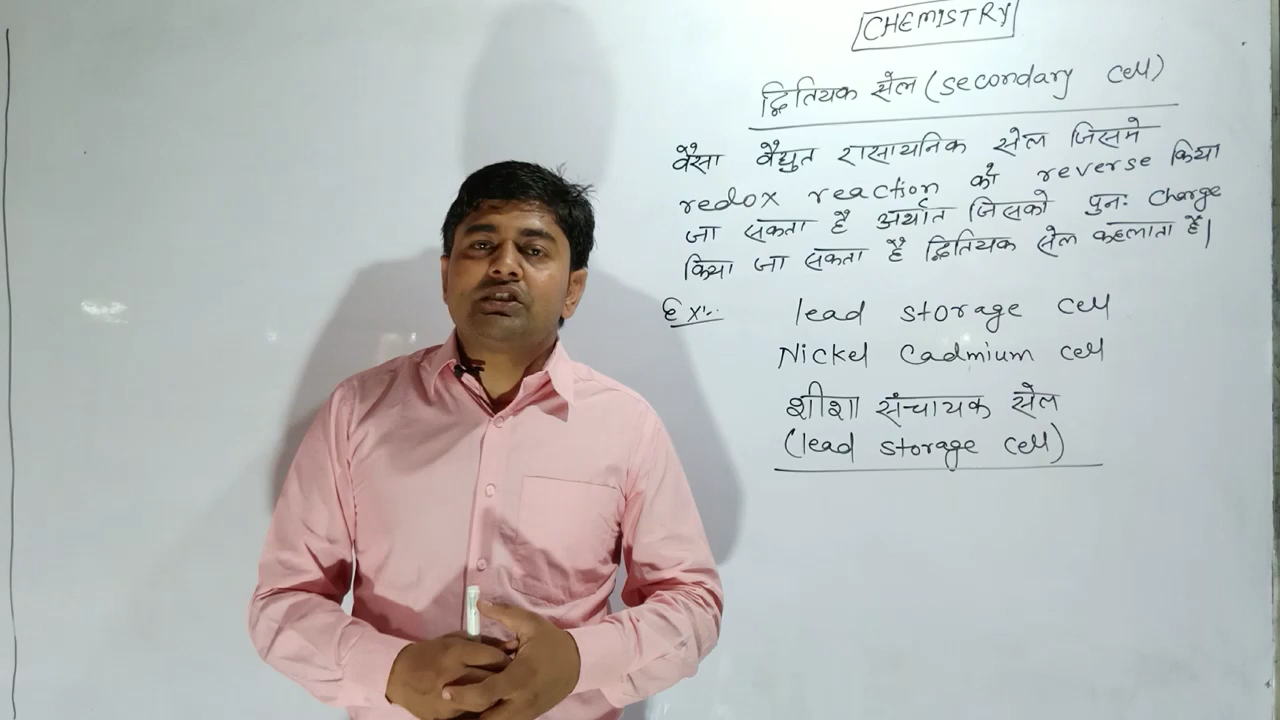 CHEMISTRY
द्वितियक सेल (secondary cell)
वैसा वैद्युत रासायनिक सेल जिसमे
redox reaction को reverse किया
जा सकता है अर्थात जिसको पुनः charge
किया जा सकता है द्वितियक सेल कहलाता है।
Ex:-
lead storage cell
Nickel Cadmium cell
शीशा संचायक सेल
(lead storage cell)